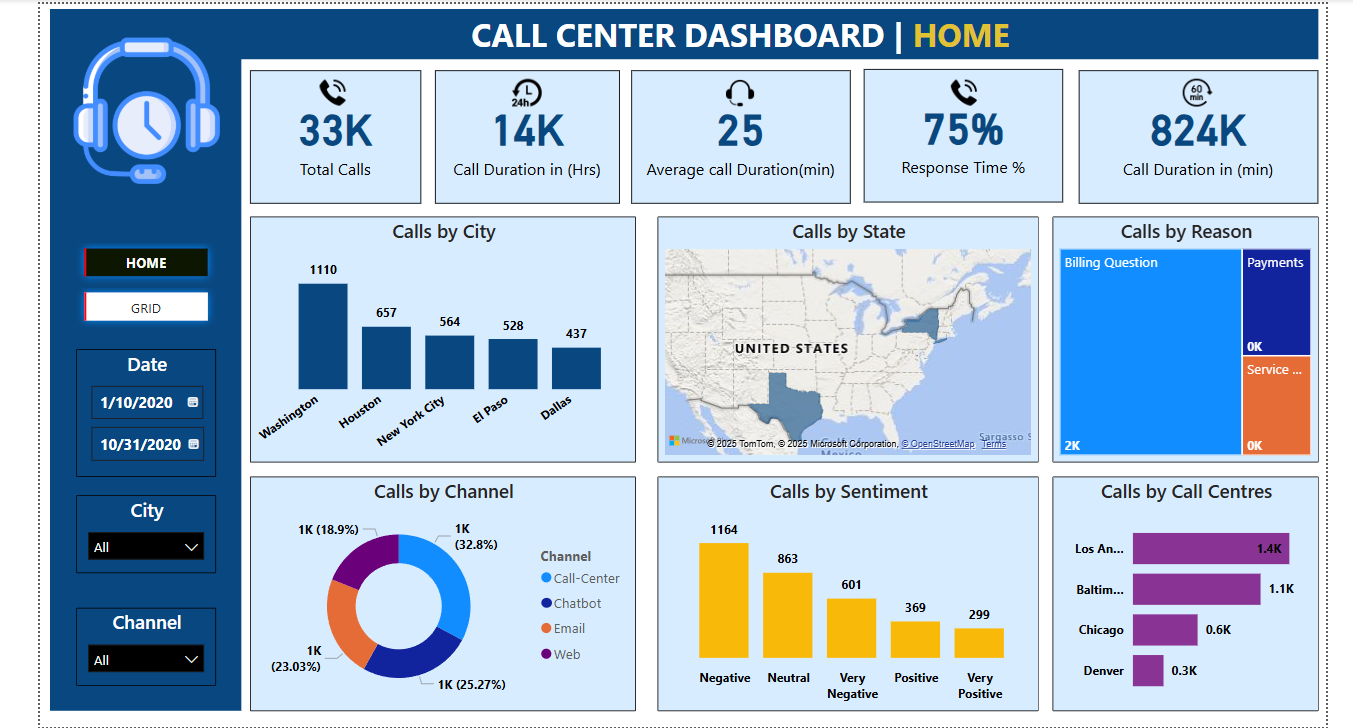 CALL CENTER DASHBOARD | HOME
33K
Total Calls
24h
14K
Call Duration in (Hrs)
25
Average call Duration(min)
75%
Response Time %
60
min
824K
Call Duration in (min)
HOME
GRID
Date
1/10/2020
10/31/2020
City
All
Channel
All
Calls by City
1110
657
564
528
437
Washington
Houston
New York City
El Paso
Dallas
Calls by State
UNITED STATES
Sargasso S
Mexico
Microsoft
© 2025 TomTom, © 2025 Microsoft Corporation, © OpenStreetMap Terms
Calls by Reason
Billing Question
2K
Payments
0K
Service ...
0K
Calls by Channel
1K (18.9%)
1K
(32.8%)
1K
(23.03%)
1K (25.27%)
Channel
Call-Center
Chatbot
Email
Web
Calls by Sentiment
1164
863
601
369
299
Negative
Neutral
Very
Negative
Positive
Very
Positive
Calls by Call Centres
Los An... 1.4K
Baltim... 1.1K
Chicago 0.6K
Denver 0.3K